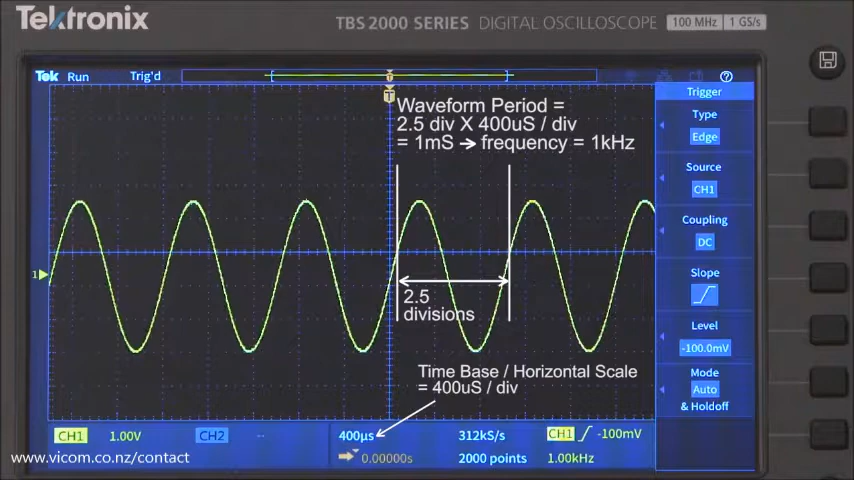 Tektronix
TBS 2000 SERIES DIGITAL OSCILLOSCOPE 100 MHz 1 GS/s
Tek Run Trig'd
T
T
Trigger
Waveform Period =
2.5 div X 400uS / div
= 1mS → frequency = 1kHz
Type
Edge
Source
CH1
Coupling
DC
Slope
Level
-100.0mV
Mode
Auto
& Holdoff
1
2.5
divisions
Time Base / Horizontal Scale
= 400uS / div
CH1 1.00V CH2 -- 400µs 312kS/s CH1 -100mV
0.00000s 2000 points 1.00kHz
www.vicom.co.nz/contact